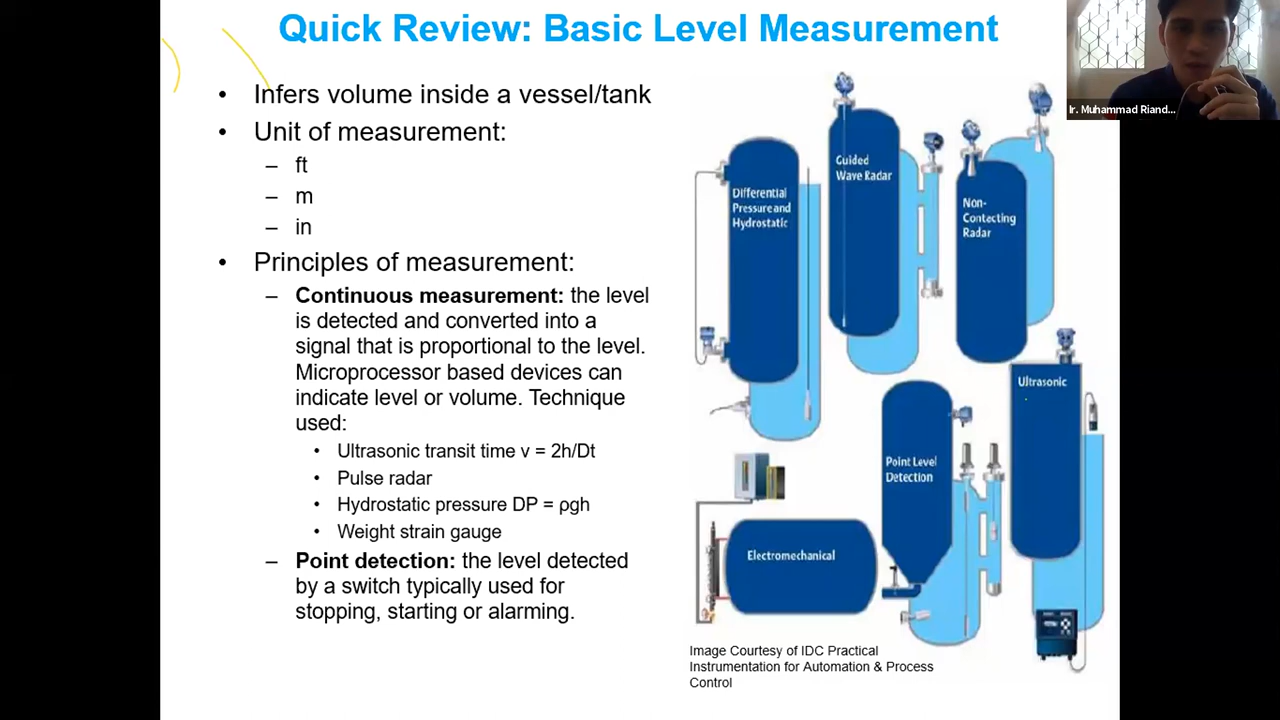 Quick Review: Basic Level Measurement
Ir. Muhammad Riand...
• Infers volume inside a vessel/tank
• Unit of measurement:
– ft
– m
– in
• Principles of measurement:
– Continuous measurement: the level
is detected and converted into a
signal that is proportional to the level.
Microprocessor based devices can
indicate level or volume. Technique
used:
• Ultrasonic transit time v = 2h/Dt
• Pulse radar
• Hydrostatic pressure DP = ρgh
• Weight strain gauge
– Point detection: the level detected
by a switch typically used for
stopping, starting or alarming.
Differential
Pressure and
Hydrostatic
Guided
Wave Radar
Non-
Contacting
Radar
Ultrasonic
Point Level
Detection
Electromechanical
Image Courtesy of IDC Practical
Instrumentation for Automation & Process
Control